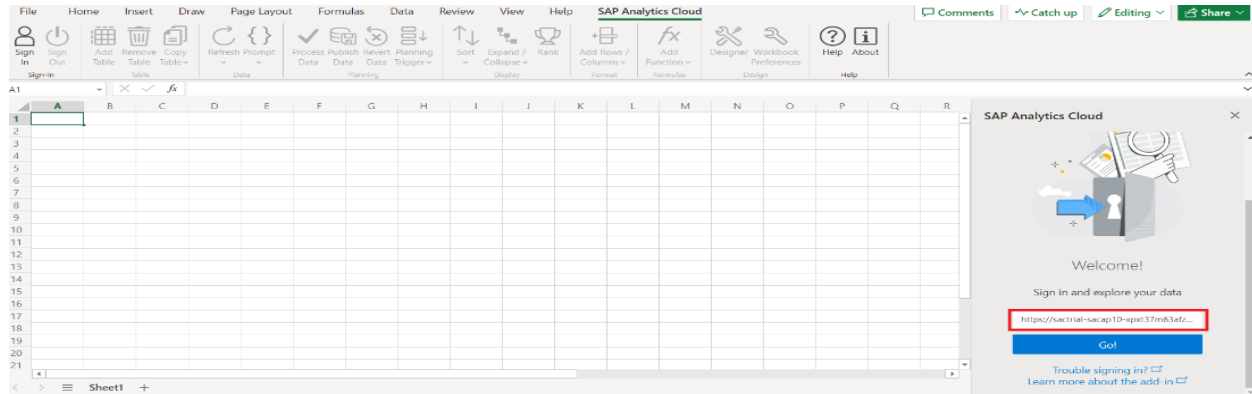 File Home Insert Draw Page Layout Formulas Data Review View Help SAP Analytics Cloud Comments Catch up Editing Share
Sign Sign Add Remove Copy Refresh Prompt Process Publish Revert Planning Sort Expand / Rank Add Rows / Add Designer Workbook Help About
In Out Table Table Table Data Data Data Trigger Collapse Columns Function Preferences
Sign-In Table Data Planning Display Format Formulas Design Help
A1 fx
A B C D E F G H I J K L M N O P Q R
SAP Analytics Cloud
1
2
3
4
5
6
7
8
9
10
11
12
13
14
15
16
17
18
19
20
21
Welcome!
Sign in and explore your data
https://sactrial-sacap10-xpxt37m63afz...
Go!
Trouble signing in?
Learn more about the add-in
Sheet1 +